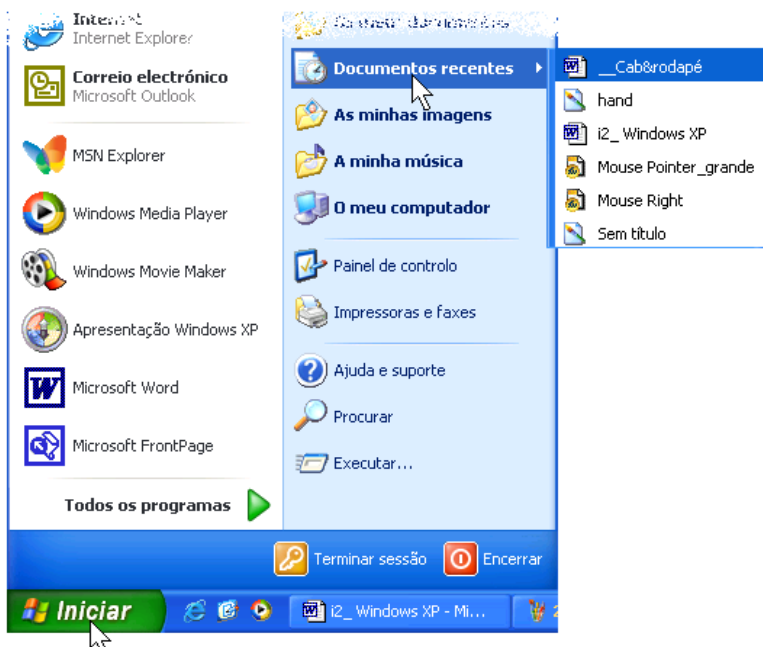 Internet
Internet Explorer
Correio electrónico
Microsoft Outlook
MSN Explorer
Windows Media Player
Windows Movie Maker
Apresentação Windows XP
Microsoft Word
Microsoft FrontPage
Todos os programas
Documentos recentes
As minhas imagens
A minha música
O meu computador
Painel de controlo
Impressoras e faxes
Ajuda e suporte
Procurar
Executar...
__Cab&rodapé
hand
i2_ Windows XP
Mouse Pointer_grande
Mouse Right
Sem título
Terminar sessão
Encerrar
Iniciar
i2_ Windows XP - Mi...